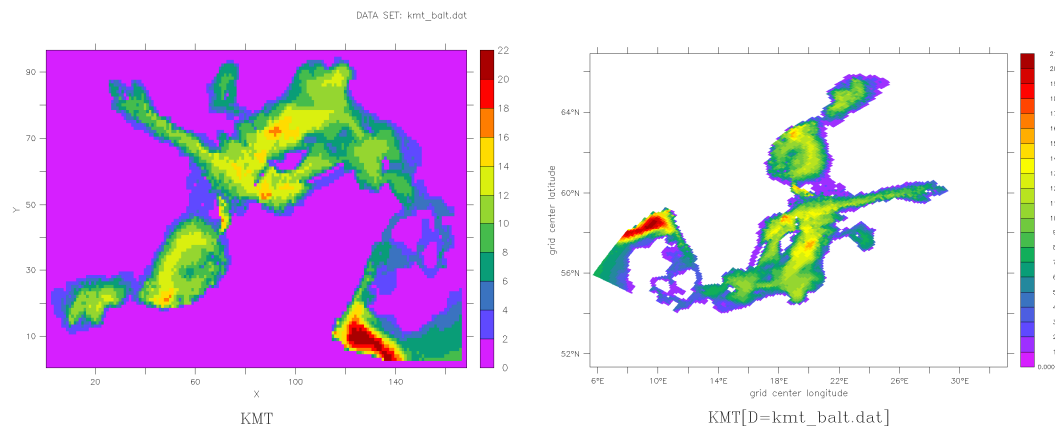 DATA SET: kmt_balt.dat
90
70
50
30
10
Y
20
60
100
140
X
KMT
22
20
18
16
14
12
10
8
6
4
2
0
64°N
60°N
56°N
52°N
grid center latitude
6°E
10°E
14°E
18°E
22°E
26°E
30°E
grid center longitude
KMT[D=kmt_balt.dat]
0.000